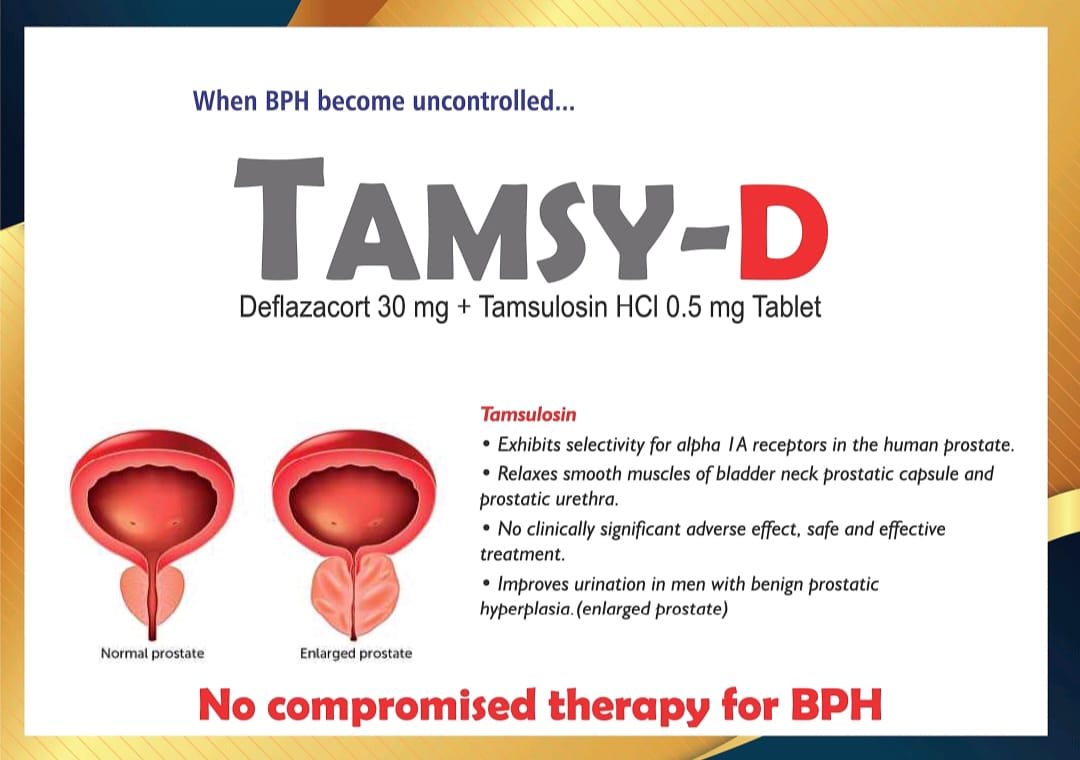 When BPH become uncontrolled...
TAMSY-D
Deflazacort 30 mg + Tamsulosin HCl 0.5 mg Tablet
Tamsulosin
• Exhibits selectivity for alpha 1A receptors in the human prostate.
• Relaxes smooth muscles of bladder neck prostatic capsule and
prostatic urethra.
• No clinically significant adverse effect, safe and effective
treatment.
• Improves urination in men with benign prostatic
hyperplasia.(enlarged prostate)
Normal prostate
Enlarged prostate
No compromised therapy for BPH